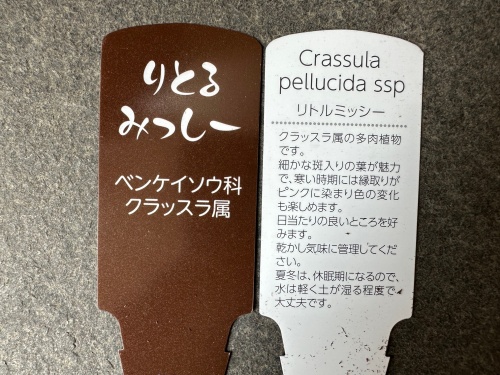 りとる
みっしー
ベンケイソウ科
クラッスラ属
Crassula
pellucida ssp
リトルミッシー
クラッスラ属の多肉植物
です。
細かな斑入りの葉が魅力
で、寒い時期には縁取りが
ピンクに染まり色の変化
も楽しめます。
日当たりの良いところを好
みます。
乾かし気味に管理してくだ
さい。
夏冬は、休眠期になるので、
水は軽く土が湿る程度で
大丈夫です。